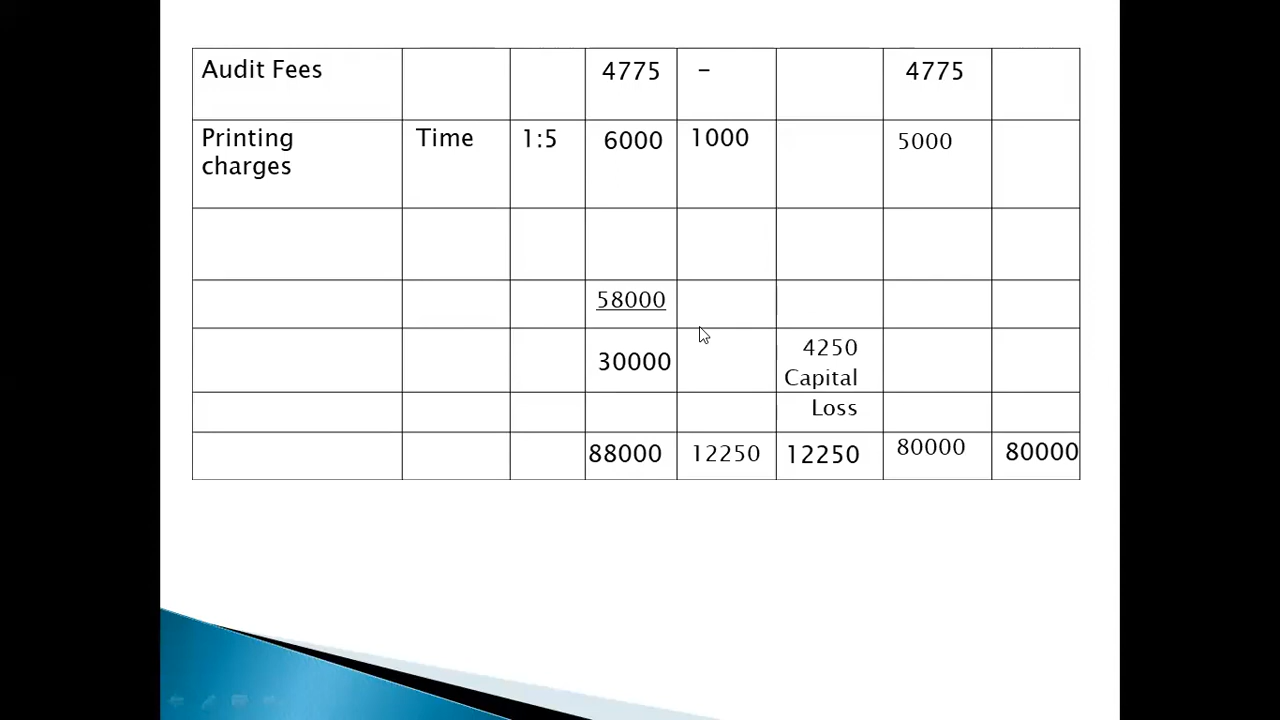 Audit Fees 4775 – 4775
Printing Time 1:5 6000 1000 5000
charges
58000
30000 4250
Capital
Loss
88000 12250 12250 80000 80000